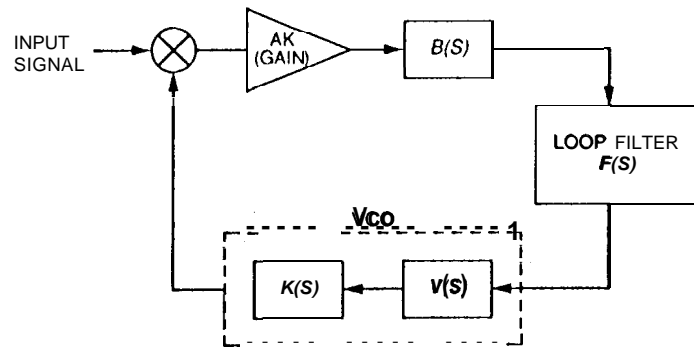 INPUT
SIGNAL
AK
(GAIN)
B(S)
LOOP FILTER
F(S)
Vco
K(S)
V(S)